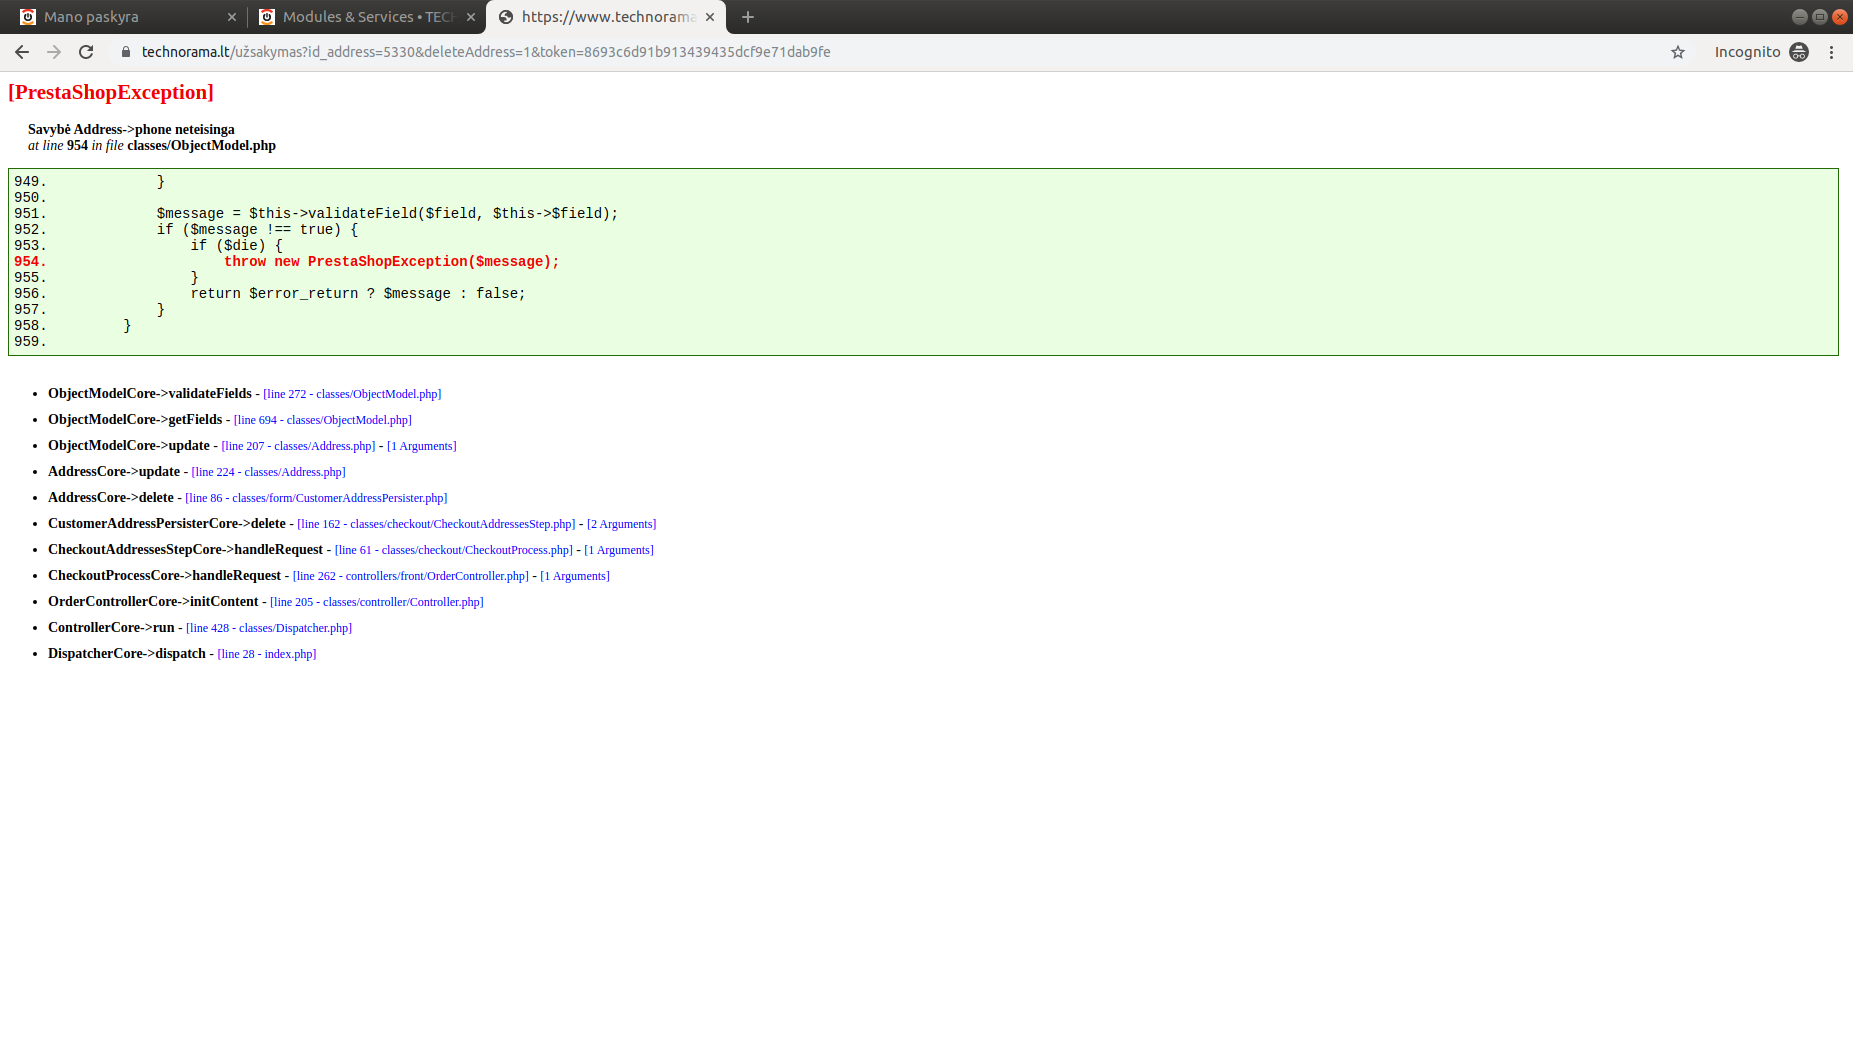 Mano paskyra
Modules & Services • TECH
https://www.technorama
technorama.lt/užsakymas?id_address=5330&deleteAddress=1&token=8693c6d91b913439435dcf9e71dab9fe
Incognito
[PrestaShopException]
Savybė Address->phone neteisinga
at line 954 in file classes/ObjectModel.php
949.             }
950.
951.             $message = $this->validateField($field, $this->$field);
952.             if ($message !== true) {
953.                 if ($die) {
954.                     throw new PrestaShopException($message);
955.                 }
956.                 return $error_return ? $message : false;
957.             }
958.         }
959.
• ObjectModelCore->validateFields - [line 272 - classes/ObjectModel.php]
• ObjectModelCore->getFields - [line 694 - classes/ObjectModel.php]
• ObjectModelCore->update - [line 207 - classes/Address.php] - [1 Arguments]
• AddressCore->update - [line 224 - classes/Address.php]
• AddressCore->delete - [line 86 - classes/form/CustomerAddressPersister.php]
• CustomerAddressPersisterCore->delete - [line 162 - classes/checkout/CheckoutAddressesStep.php] - [2 Arguments]
• CheckoutAddressesStepCore->handleRequest - [line 61 - classes/checkout/CheckoutProcess.php] - [1 Arguments]
• CheckoutProcessCore->handleRequest - [line 262 - controllers/front/OrderController.php] - [1 Arguments]
• OrderControllerCore->initContent - [line 205 - classes/controller/Controller.php]
• ControllerCore->run - [line 428 - classes/Dispatcher.php]
• DispatcherCore->dispatch - [line 28 - index.php]